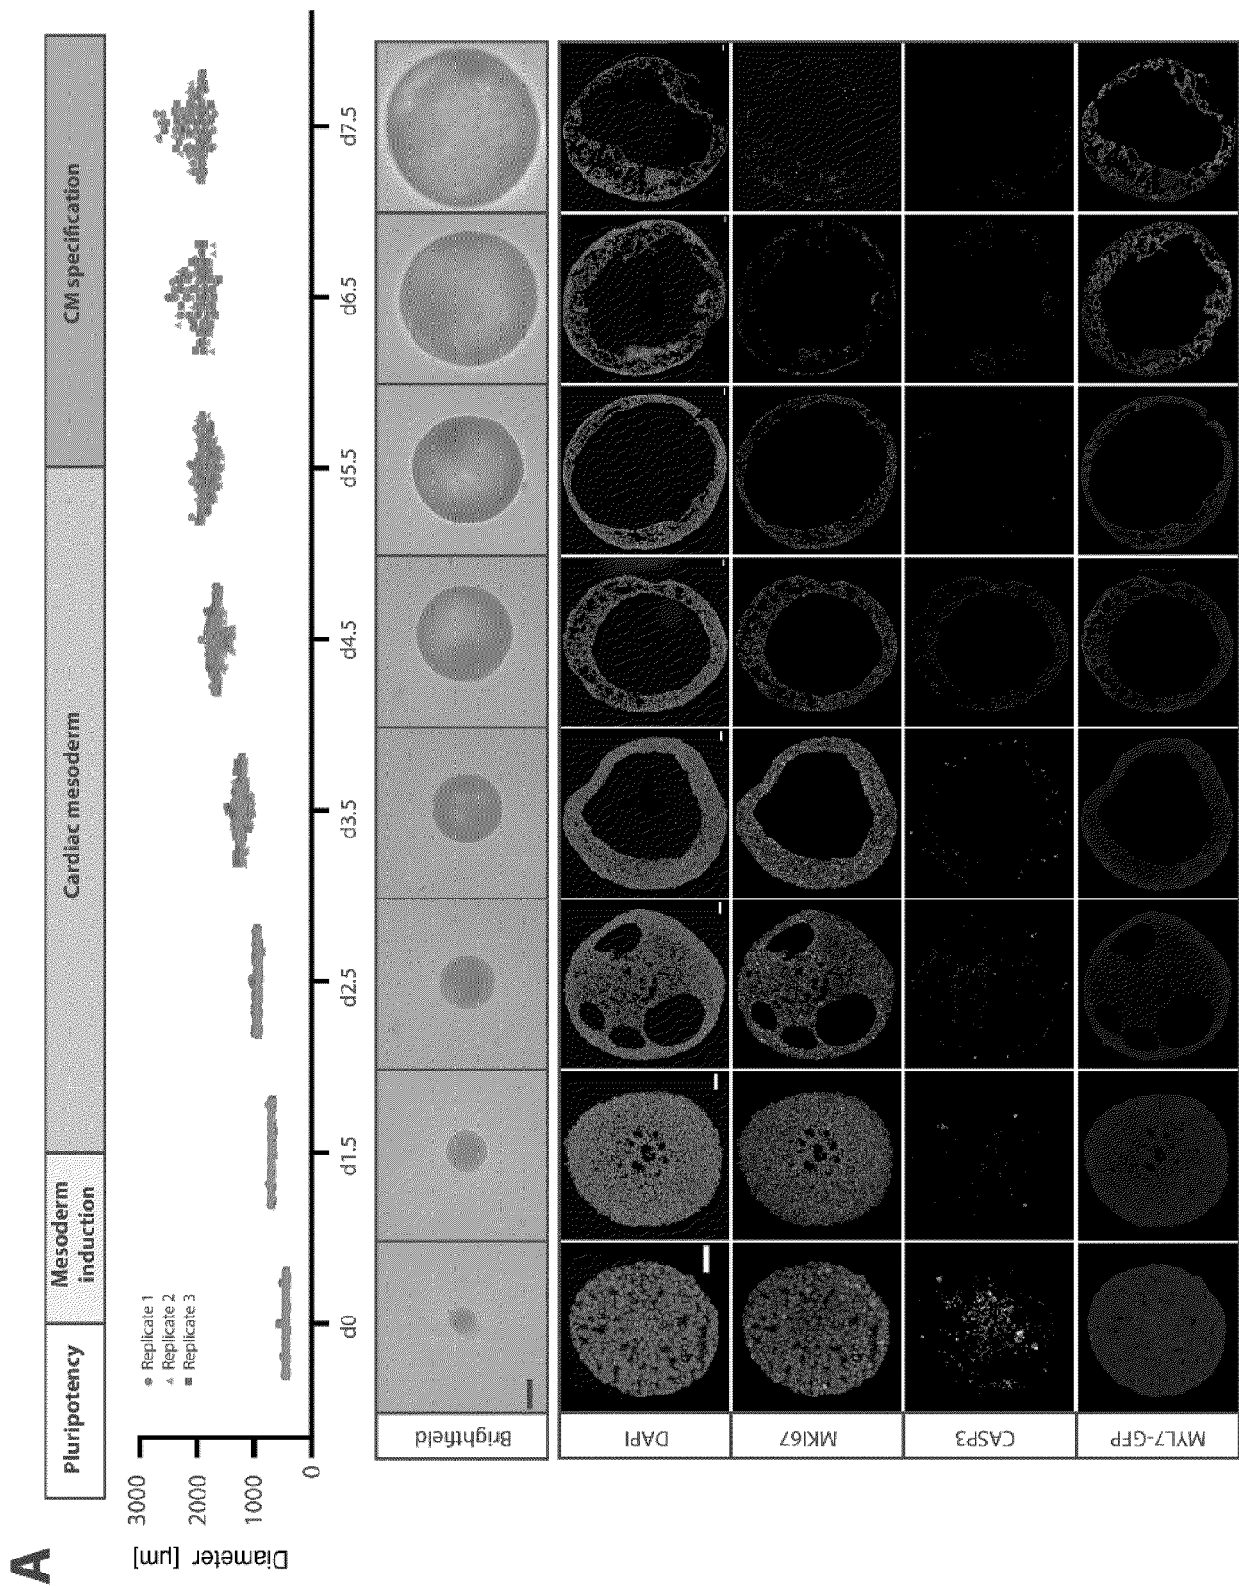 A
Pluripotency
Mesoderm
induction
Cardiac mesoderm
CM specification
Diameter [µm]
3000
2000
1000
0
Replicate 1
Replicate 2
Replicate 3
d0
d1.5
d2.5
d3.5
d4.5
d5.5
d6.5
d7.5
Brightfield
DAPI
MKI67
CASP3
MYL7-GFP